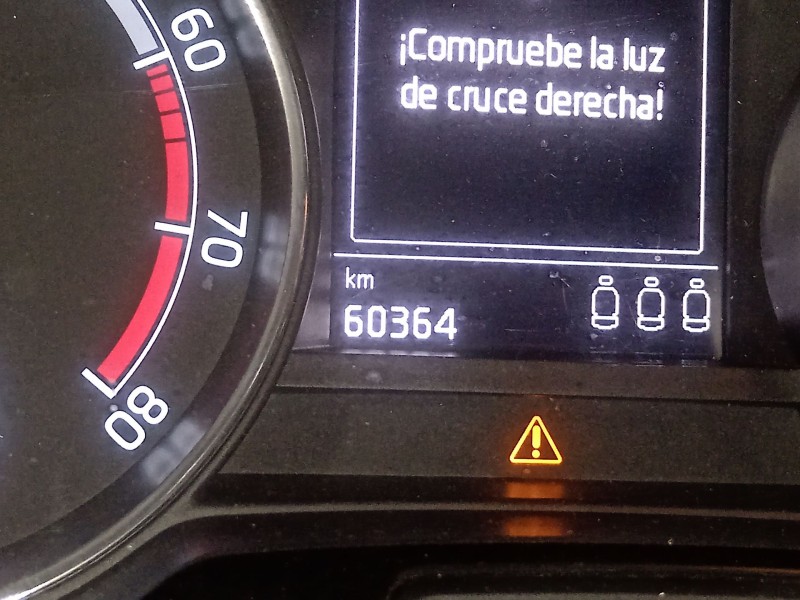 60
¡Compruebe la luz
de cruce derecha!
70
km
60364
80